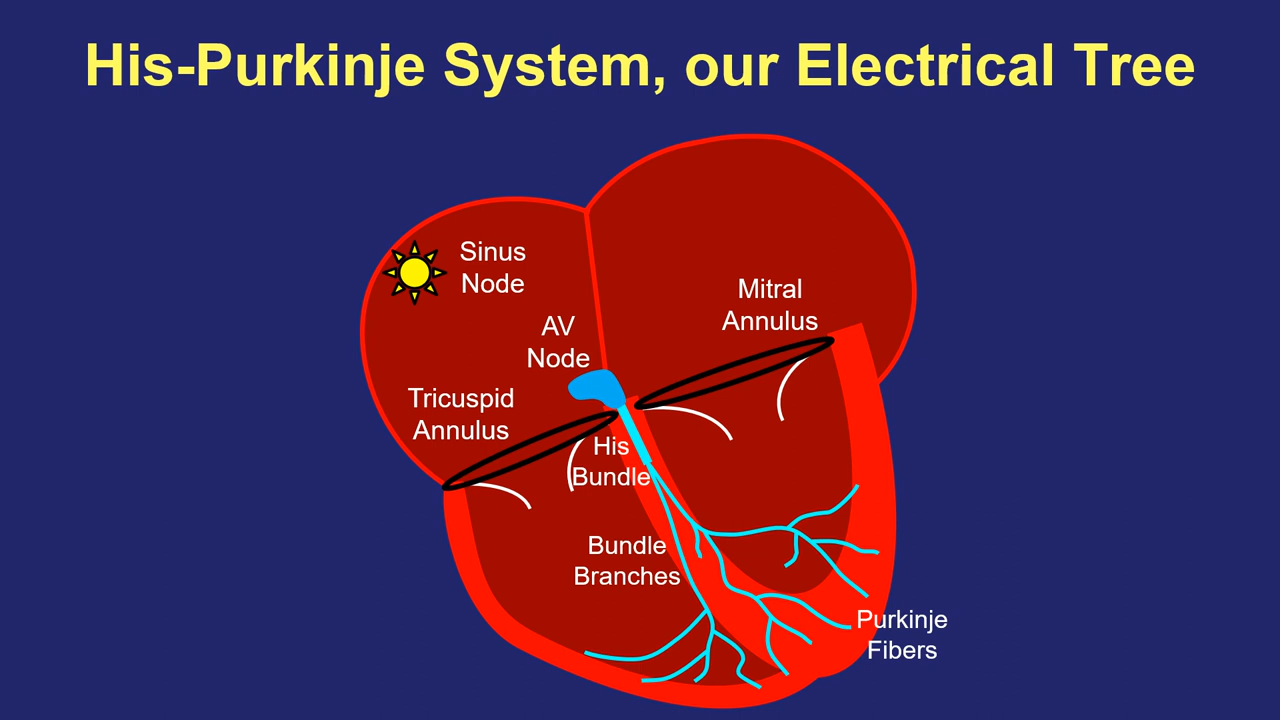 His-Purkinje System, our Electrical Tree
Sinus
Node
Mitral
Annulus
AV
Node
Tricuspid
Annulus
His
Bundle
Bundle
Branches
Purkinje
Fibers